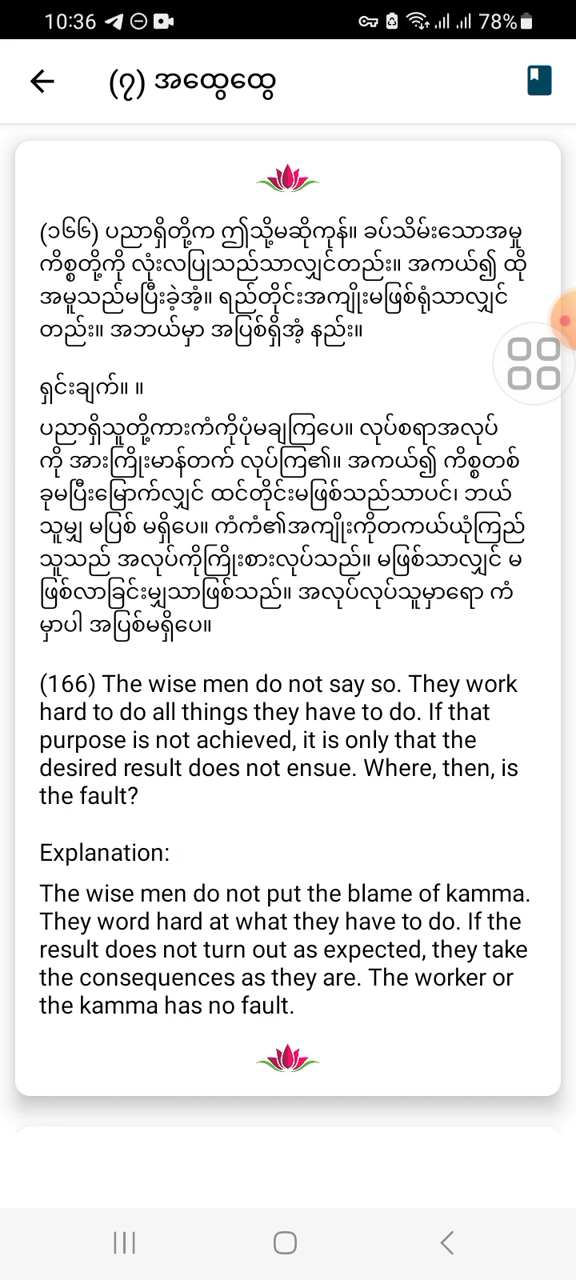 10:36
78%
(၇) အထွေထွေ
(၁၆၆) ပညာရှိတို့က ဤသို့မဆိုကုန်။ ခပ်သိမ်းသောအမှု
ကိစ္စတို့ကို လုံးလပြုသည်သာလျှင်တည်း။ အကယ်၍ ထို
အမူသည်မပြီးခဲ့အံ့။ ရည်တိုင်းအကျိုးမဖြစ်ရုံသာလျှင်
တည်း။ အဘယ်မှာ အပြစ်ရှိအံ့ နည်း။
ရှင်းချက်။ ။
ပညာရှိသူတို့ကားကံကိုပုံမချကြပေ။ လုပ်စရာအလုပ်
ကို အားကြိုးမာန်တက် လုပ်ကြ၏။ အကယ်၍ ကိစ္စတစ်
ခုမပြီးမြောက်လျှင် ထင်တိုင်းမဖြစ်သည်သာပင်၊ ဘယ်
သူမျှ မပြစ် မရှိပေ။ ကံကံ၏အကျိုးကိုတကယ်ယုံကြည်
သူသည် အလုပ်ကိုကြိုးစားလုပ်သည်။ မဖြစ်သာလျှင် မ
ဖြစ်လာခြင်းမျှသာဖြစ်သည်။ အလုပ်လုပ်သူမှာရော ကံ
မှာပါ အပြစ်မရှိပေ။
(166) The wise men do not say so. They work
hard to do all things they have to do. If that
purpose is not achieved, it is only that the
desired result does not ensue. Where, then, is
the fault?
Explanation:
The wise men do not put the blame of kamma.
They word hard at what they have to do. If the
result does not turn out as expected, they take
the consequences as they are. The worker or
the kamma has no fault.